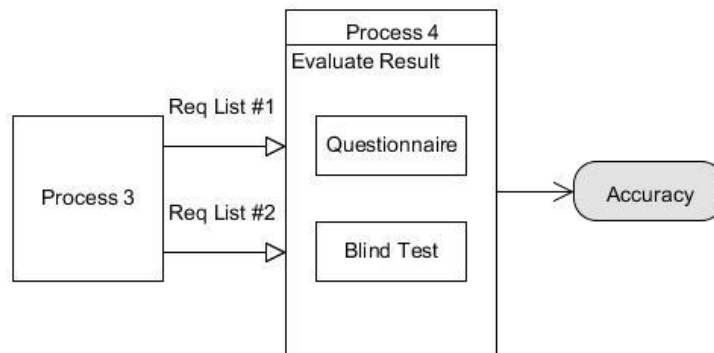 Process 4
Evaluate Result
Req List #1
Questionnaire
Process 3
Accuracy
Req List #2
Blind Test